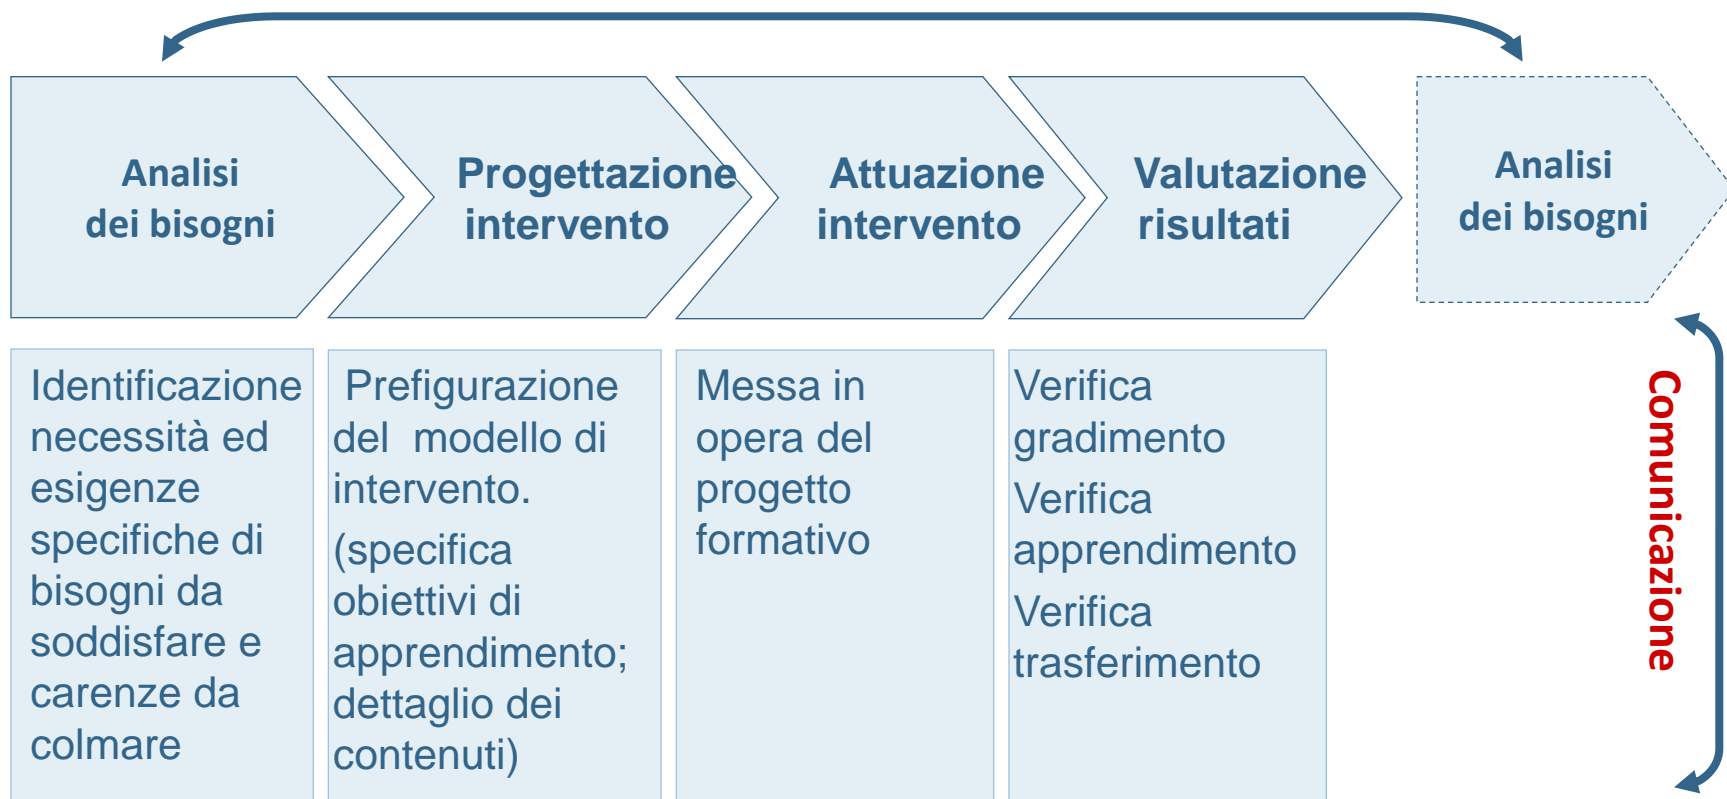 Analisi
dei bisogni
Progettazione
intervento
Attuazione
intervento
Valutazione
risultati
Analisi
dei bisogni
Identificazione
necessità ed
esigenze
specifiche di
bisogni da
soddisfare e
carenze da
colmare
Prefigurazione
del modello di
intervento.
(specifica
obiettivi di
apprendimento;
dettaglio dei
contenuti)
Messa in
opera del
progetto
formativo
Verifica
gradimento
Verifica
apprendimento
Verifica
trasferimento
Comunicazione